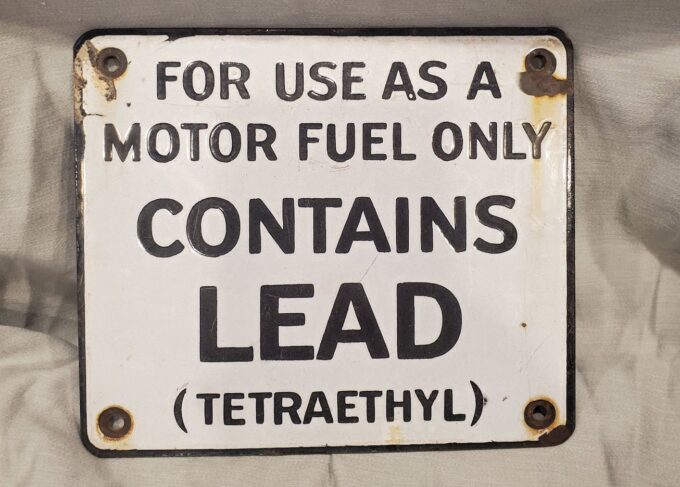 FOR USE AS A
MOTOR FUEL ONLY
CONTAINS
LEAD
(TETRAETHYL)